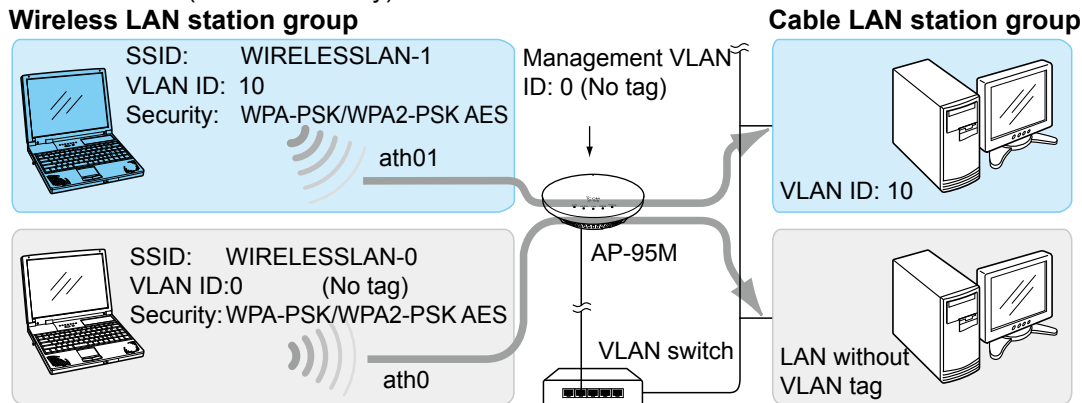 Wireless LAN station group
Cable LAN station group
SSID: WIRELESSLAN-1
VLAN ID: 10
Security: WPA-PSK/WPA2-PSK AES
ath01
Management VLAN
ID: 0 (No tag)
VLAN ID: 10
AP-95M
SSID: WIRELESSLAN-0
VLAN ID:0 (No tag)
Security:WPA-PSK/WPA2-PSK AES
ath0
VLAN switch
LAN without
VLAN tag